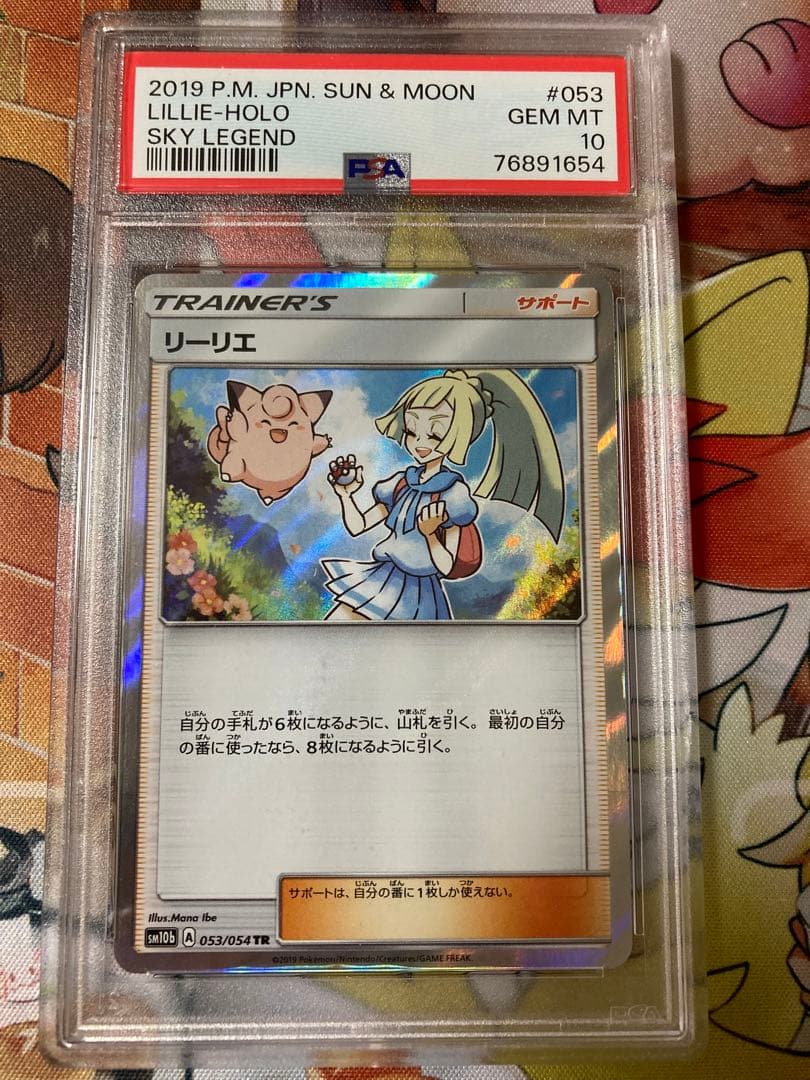 2019 P.M. JPN. SUN & MOON #053
LILLIE-HOLO GEM MT
SKY LEGEND 10
PSA 76891654
TRAINER'S サポート
リーリエ
自分の手札が6枚になるように、山札を引く。最初の自分
の番に使ったなら、8枚になるように引く。
サポートは、自分の番に1枚しか使えない。
Illus.Mana Ibe
sm10b A 053/054 TR
©2019 Pokémon/Nintendo/Creatures/GAME FREAK.
PSA